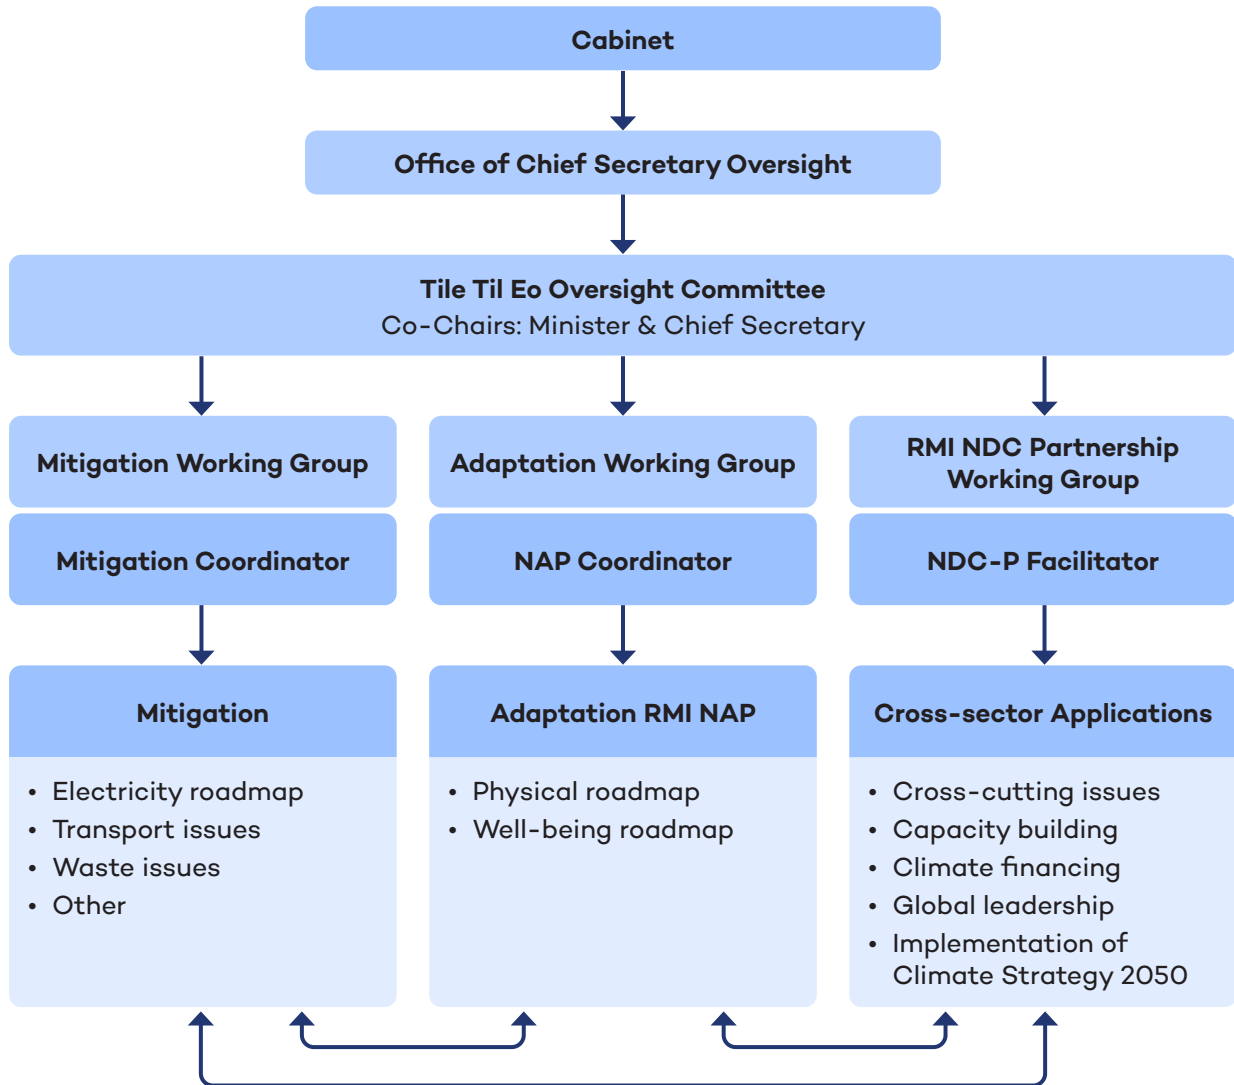 Cabinet
Office of Chief Secretary Oversight
Tile Til Eo Oversight Committee
Co-Chairs: Minister & Chief Secretary
Mitigation Working Group
Mitigation Coordinator
Adaptation Working Group
NAP Coordinator
RMI NDC Partnership
Working Group
NDC-P Facilitator
Mitigation
• Electricity roadmap
• Transport issues
• Waste issues
• Other
Adaptation RMI NAP
• Physical roadmap
• Well-being roadmap
Cross-sector Applications
• Cross-cutting issues
• Capacity building
• Climate financing
• Global leadership
• Implementation of
Climate Strategy 2050